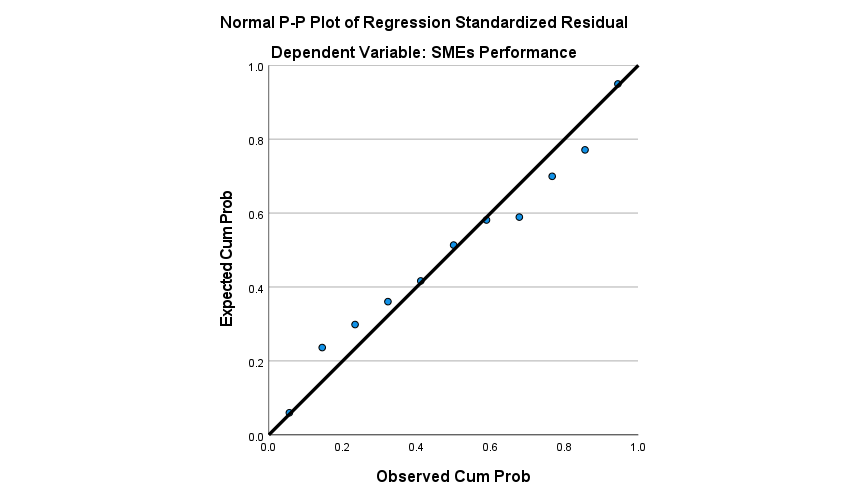 Normal P-P Plot of Regression Standardized Residual
Dependent Variable: SMEs Performance
1.0
0.8
0.6
0.4
0.2
0.0
Expected Cum Prob
0.0 0.2 0.4 0.6 0.8 1.0
Observed Cum Prob